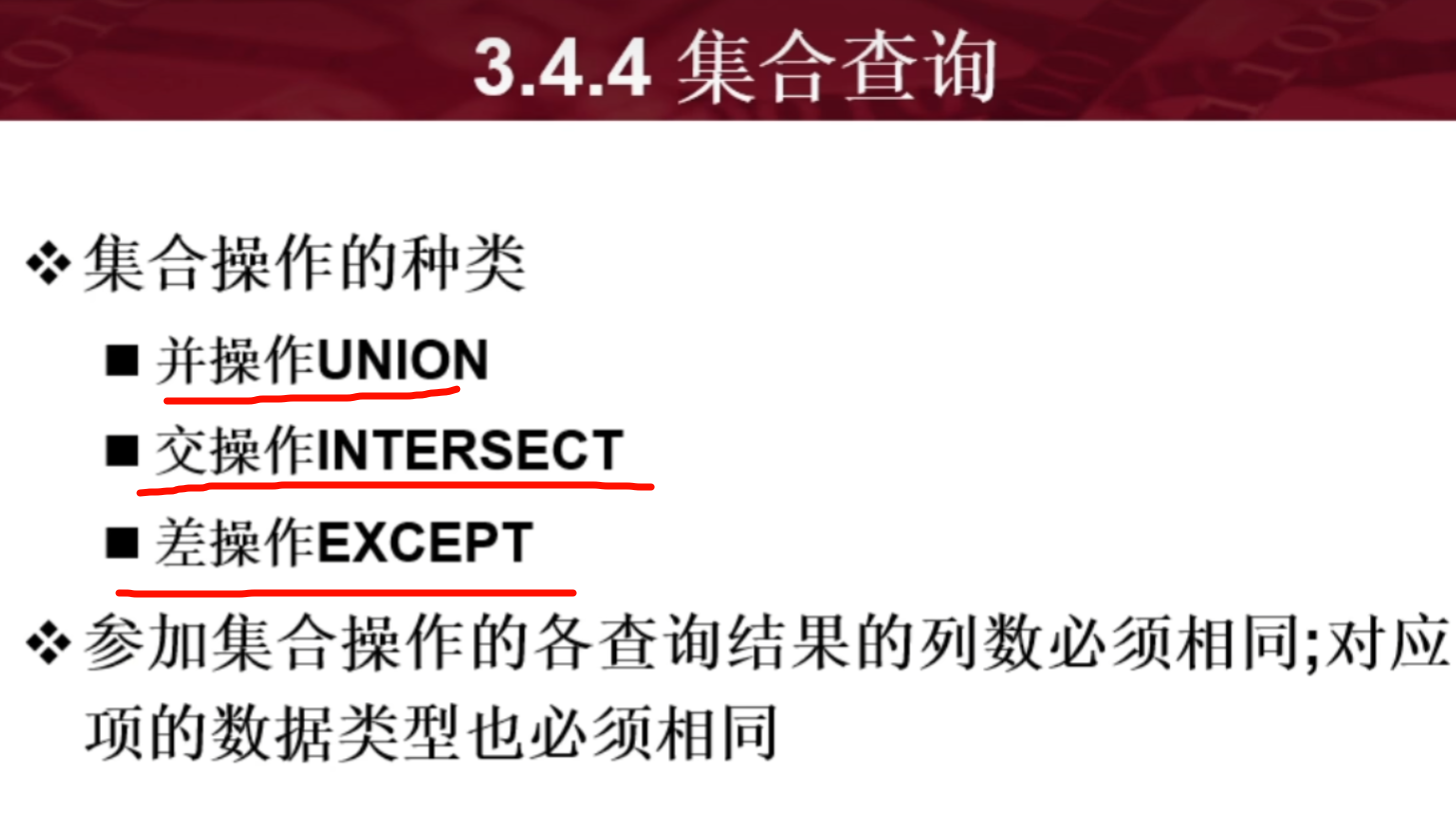 3.4.4 集合查询
❖集合操作的种类
■ 并操作UNION
■ 交操作INTERSECT
■ 差操作EXCEPT
❖参加集合操作的各查询结果的列数必须相同;对应
项的数据类型也必须相同